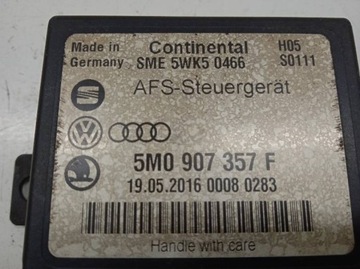 Made in Continental H05
Germany SME 5WK5 0466 S0111
AFS-Steuergerät
5M0 907 357 F
19.05.2016 0008 0283
Handle with care